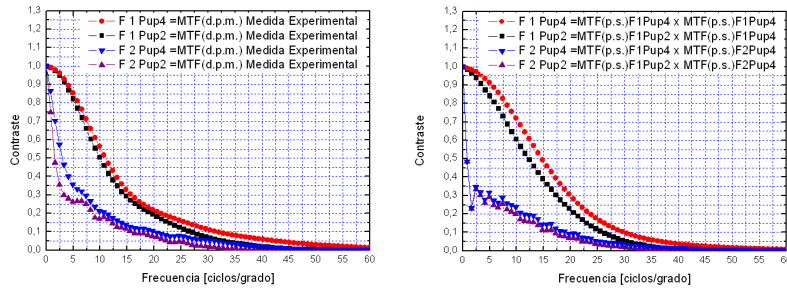 F 1 Pup4 =MTF(d.p.m.) Medida Experimental
F 1 Pup2 =MTF(d.p.m.) Medida Experimental
F 2 Pup4 =MTF(d.p.m.) Medida Experimental
F 2 Pup2 =MTF(d.p.m.) Medida Experimental
1,3
1,2
1,1
1,0
0,9
0,8
0,7
0,6
0,5
0,4
0,3
0,2
0,1
0,0
Contraste
0 5 10 15 20 25 30 35 40 45 50 55 60
Frecuencia [ciclos/grado]
F 1 Pup4 =MTF(p.s.)F1Pup4 x MTF(p.s.)F1Pup4
F 1 Pup2 =MTF(p.s.)F1Pup2 x MTF(p.s.)F1Pup4
F 2 Pup4 =MTF(p.s.)F1Pup4 x MTF(p.s.)F2Pup4
F 2 Pup2 =MTF(p.s.)F1Pup2 x MTF(p.s.)F2Pup4
1,3
1,2
1,1
1,0
0,9
0,8
0,7
0,6
0,5
0,4
0,3
0,2
0,1
0,0
Contraste
0 5 10 15 20 25 30 35 40 45 50 55 60
Frecuencia [ciclos/grado]